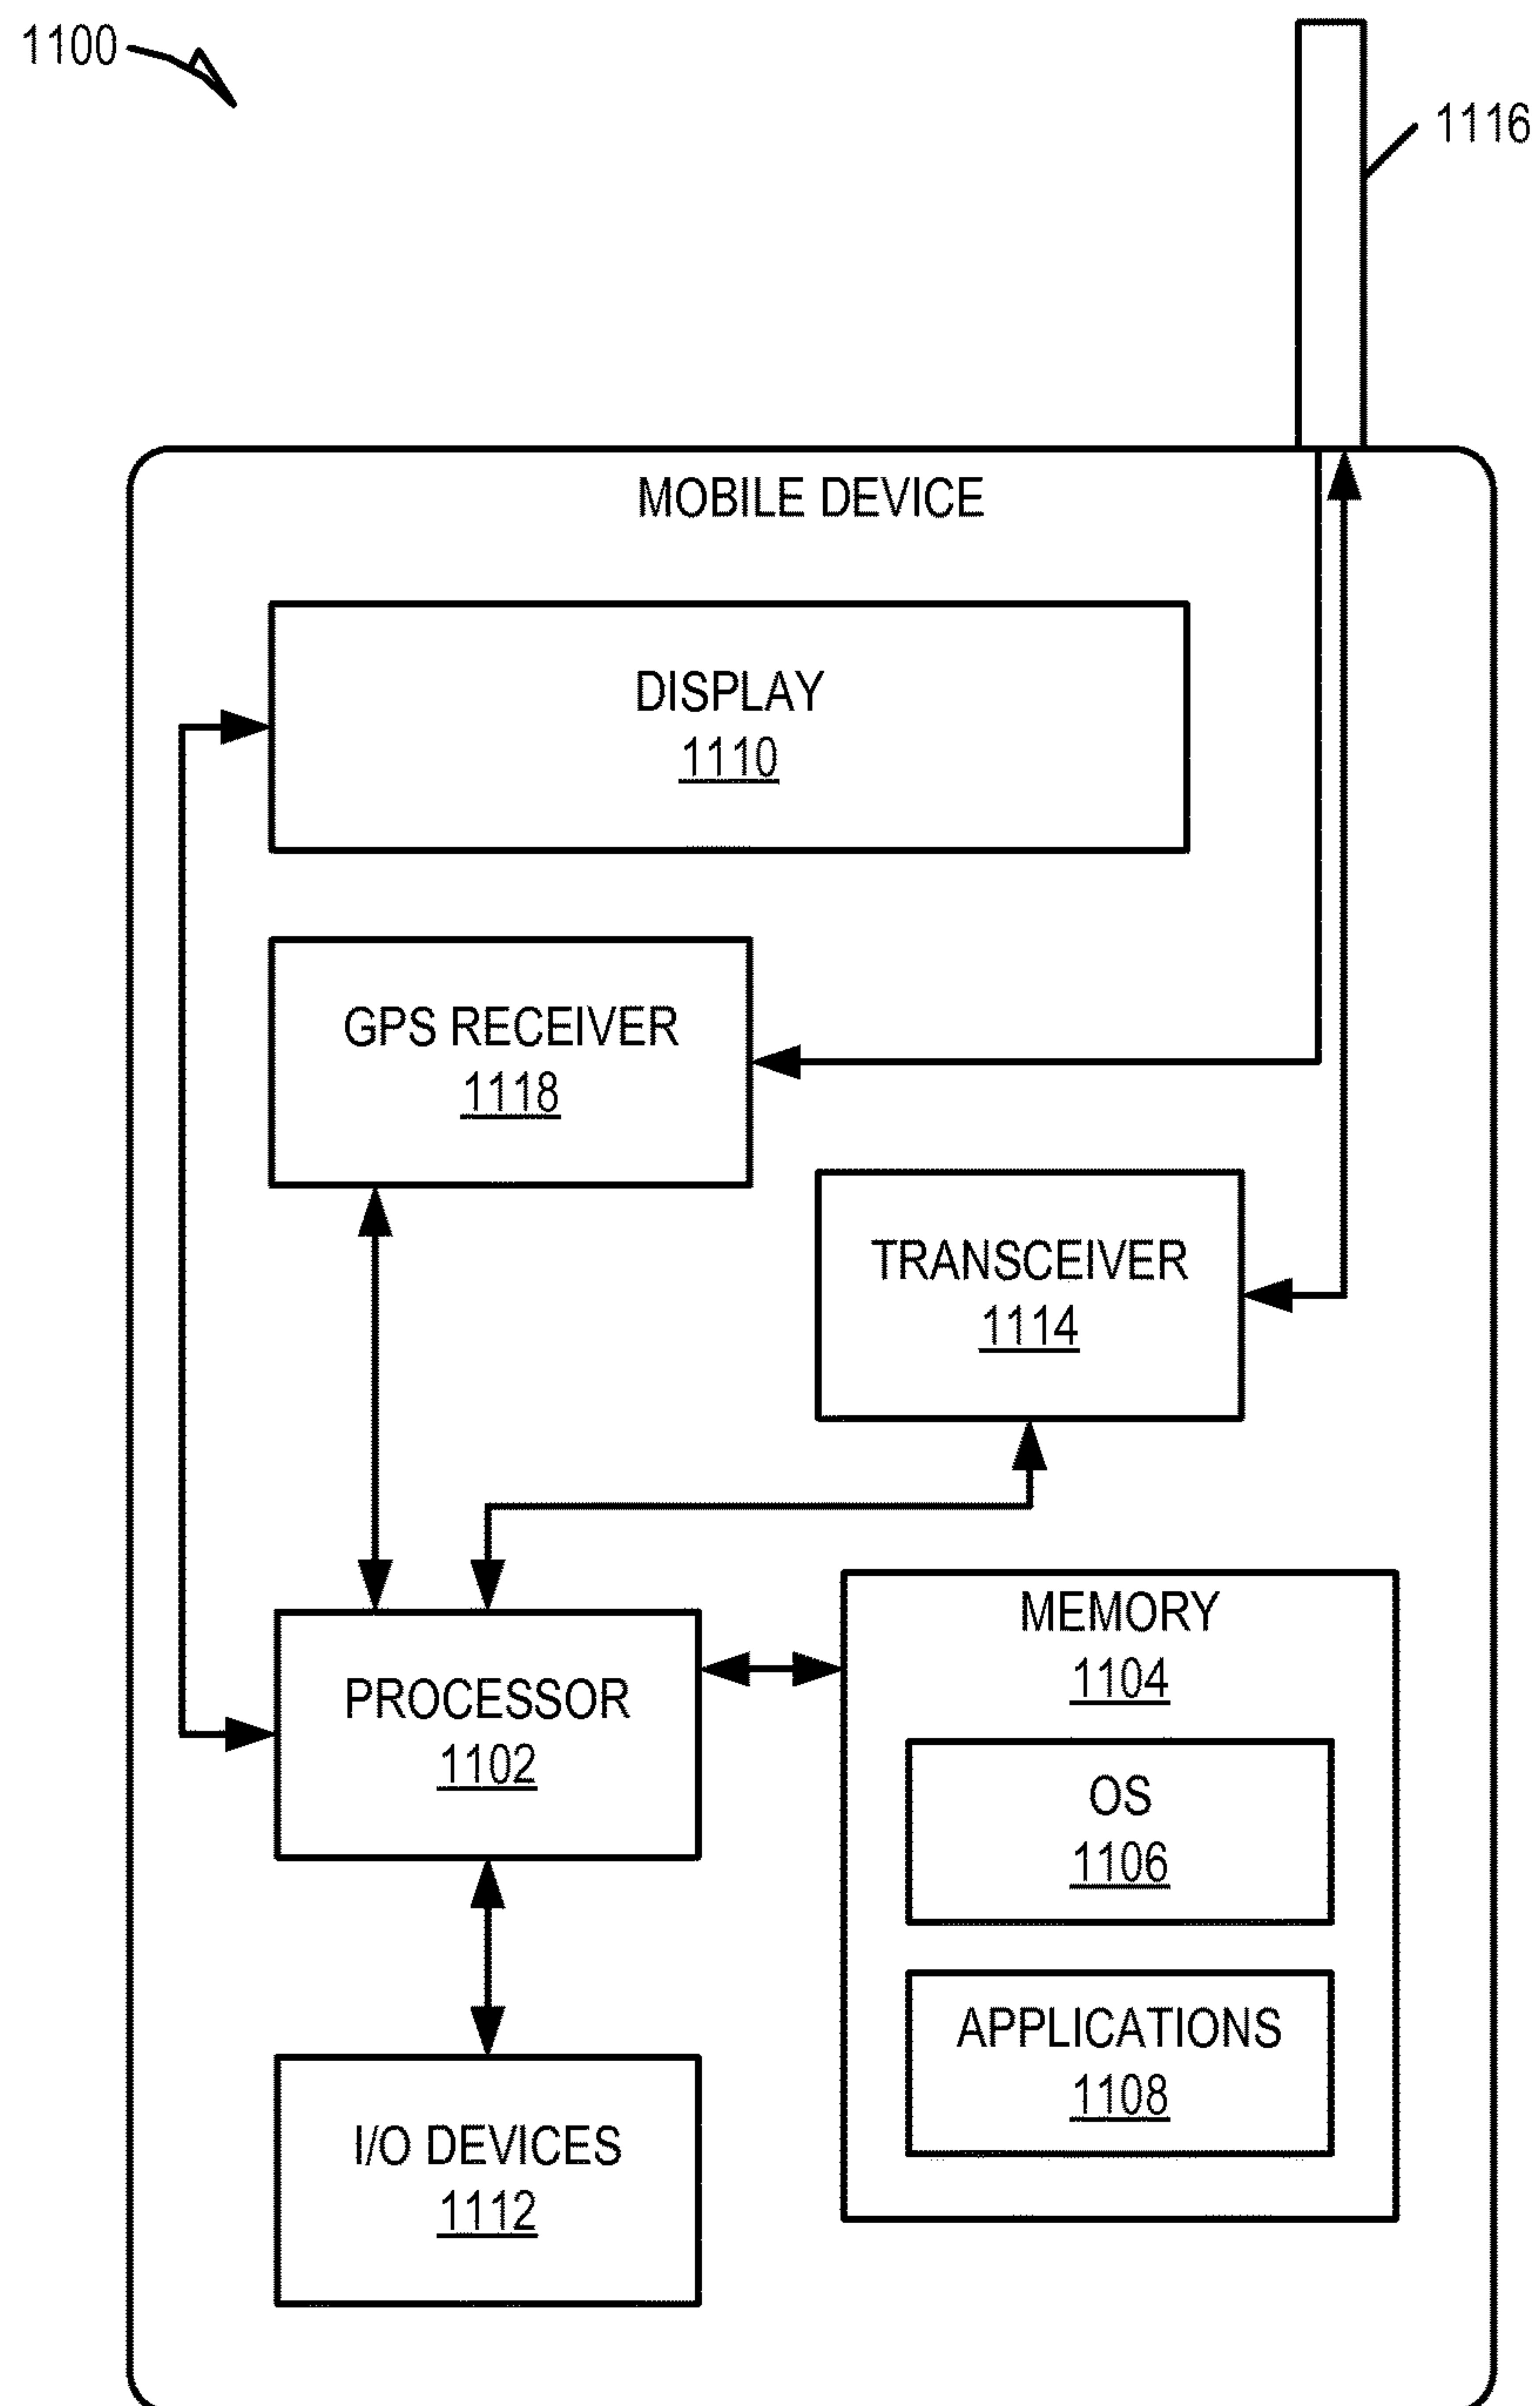 1100
1116
MOBILE DEVICE
DISPLAY
1110
GPS RECEIVER
1118
TRANSCEIVER
1114
MEMORY
1104
PROCESSOR
1102
OS
1106
APPLICATIONS
1108
I/O DEVICES
1112